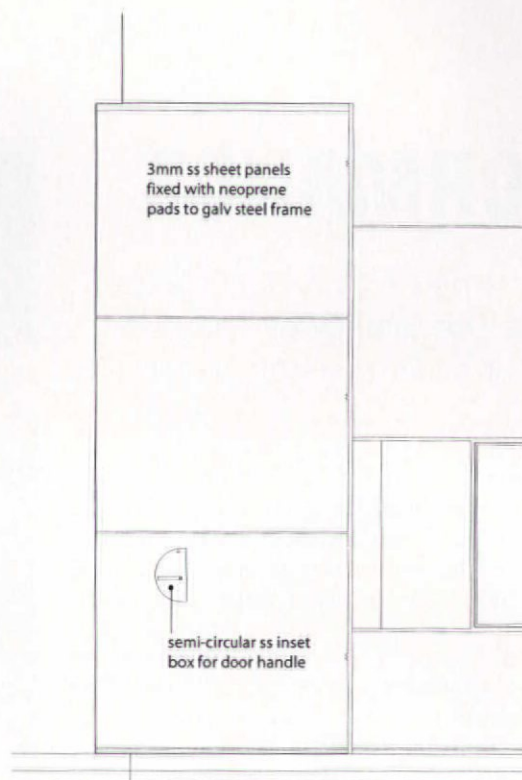 3mm ss sheet panels
fixed with neoprene
pads to galv steel frame
semi-circular ss inset
box for door handle